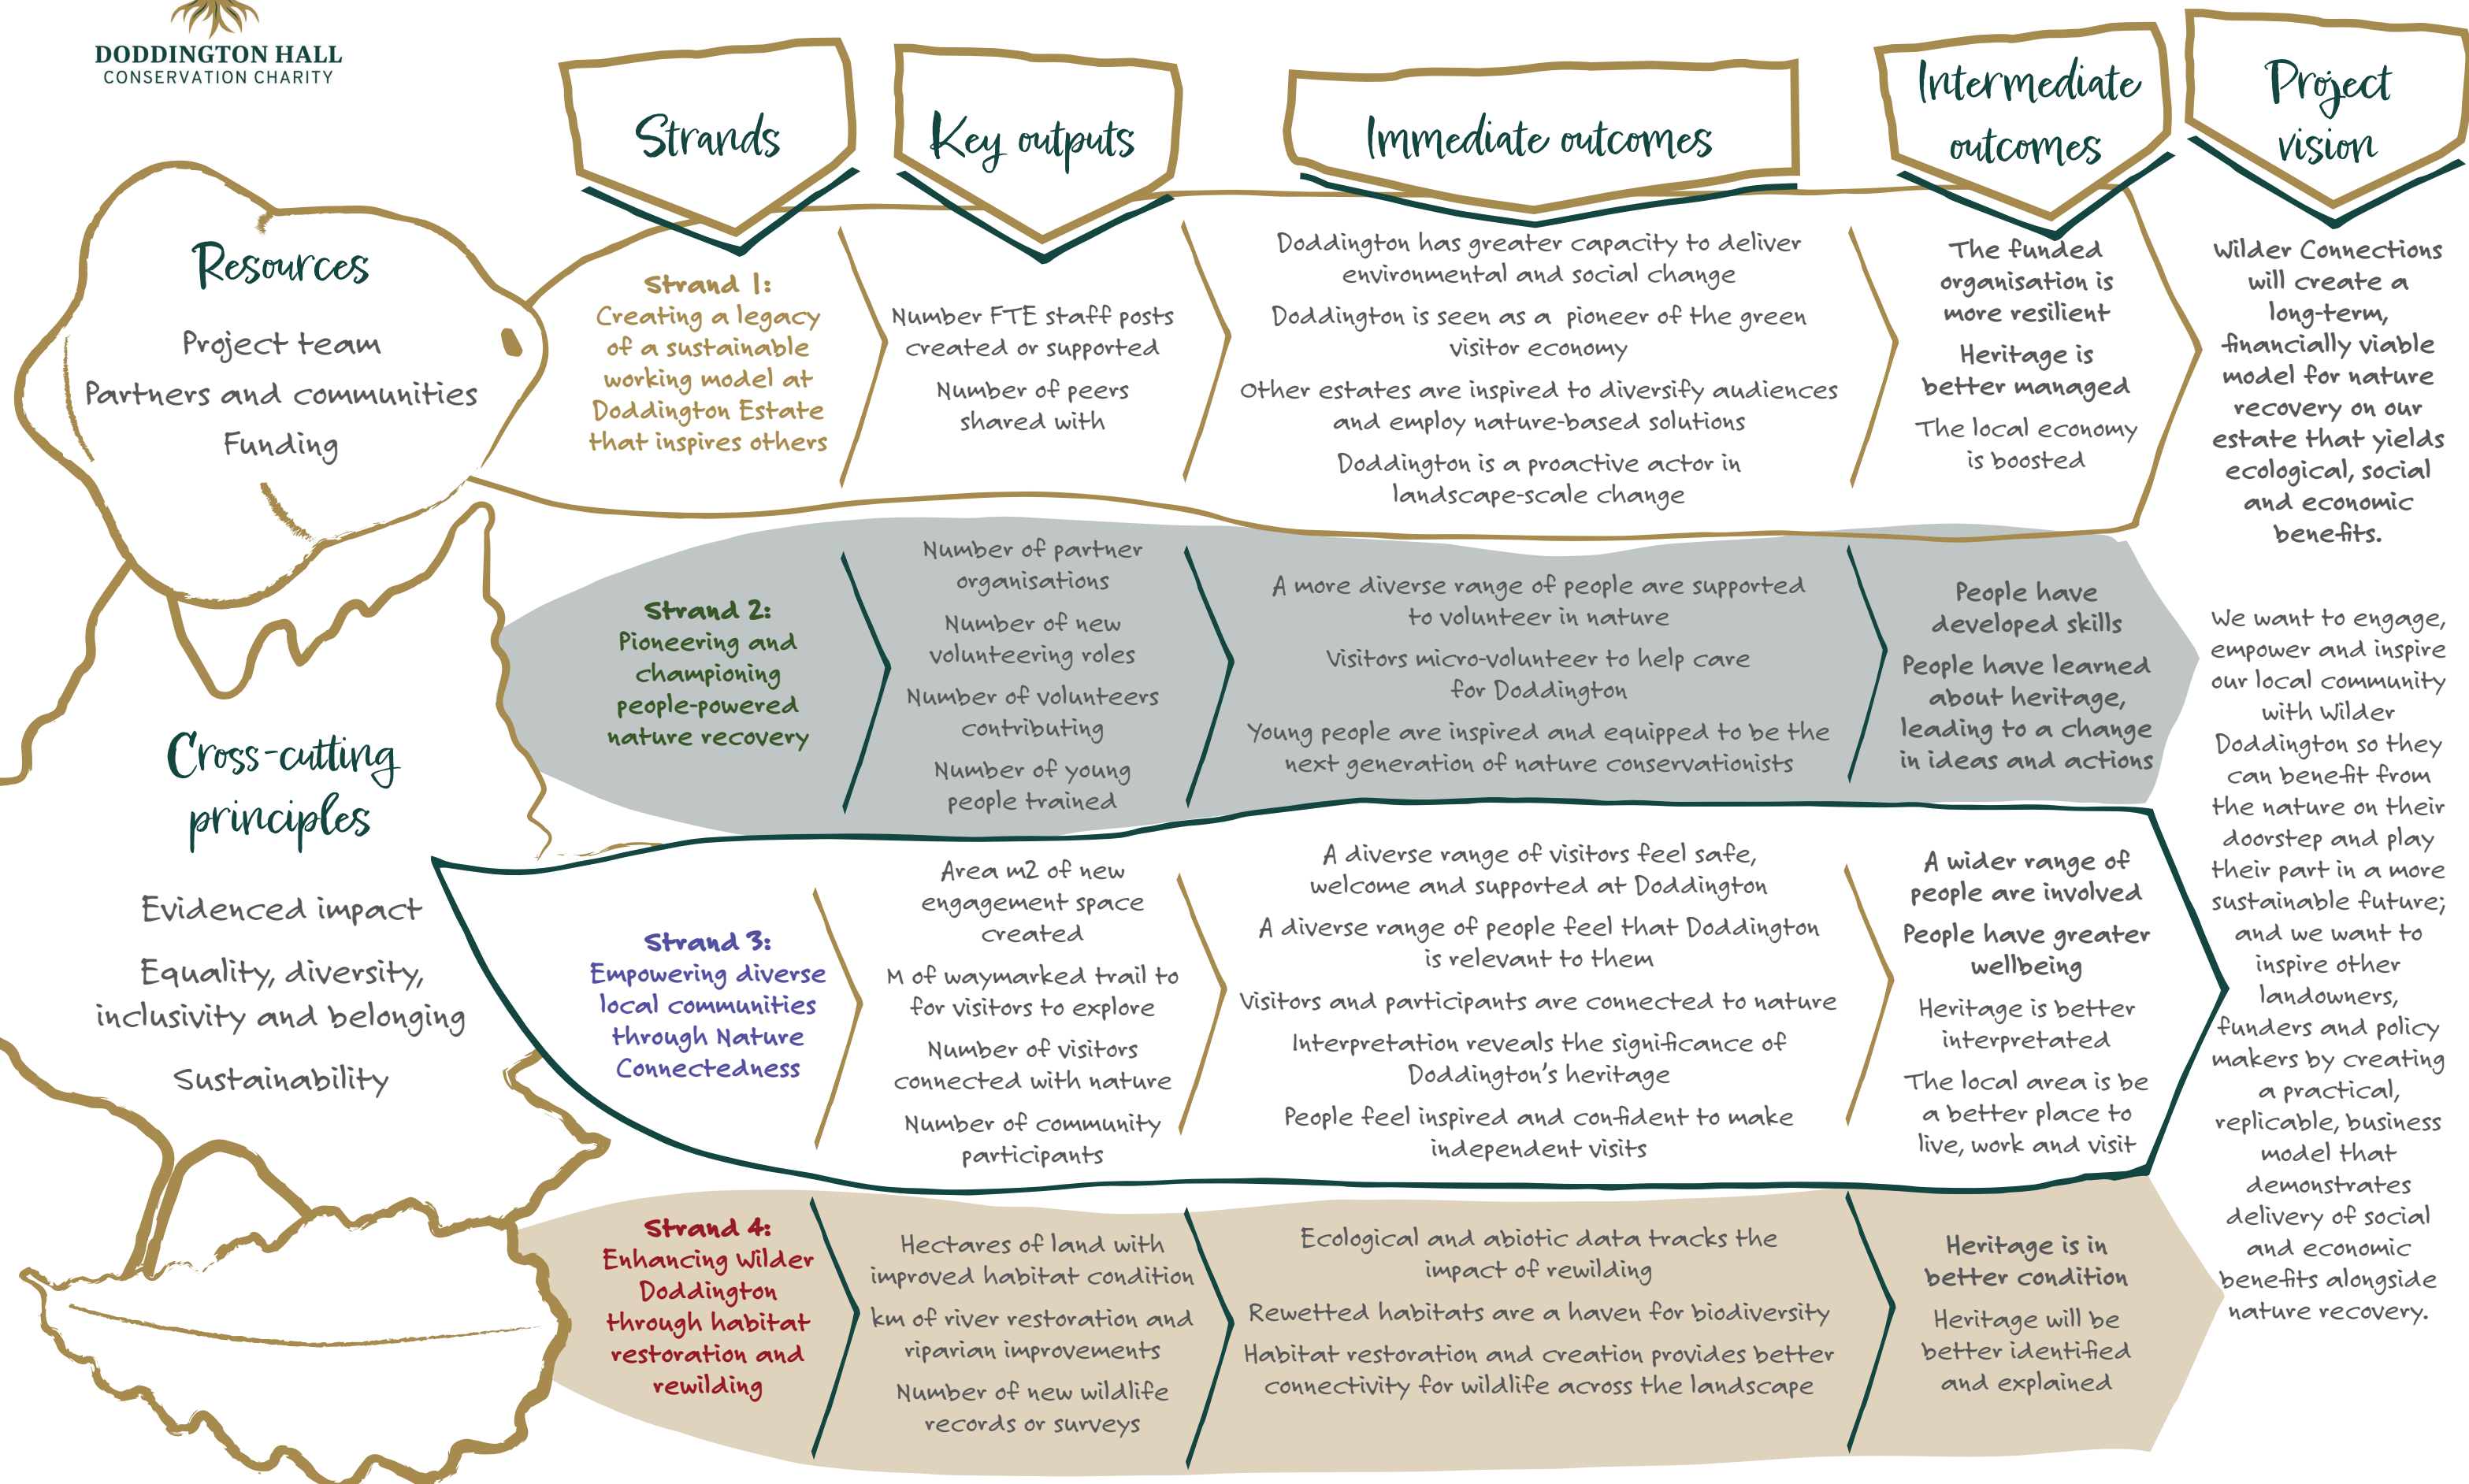 DODDINGTON HALL
CONSERVATION CHARITY
Resources
Project team
Partners and communities
Funding
Cross-cutting
principles
Evidenced impact
Equality, diversity,
inclusivity and belonging
Sustainability
Strands
Key outputs
Immediate outcomes
Intermediate
outcomes
Project
vision
Strand 1:
Creating a legacy
of a sustainable
working model at
Doddington Estate
that inspires others
Number FTE staff posts
created or supported
Number of peers
shared with
Doddington has greater capacity to deliver
environmental and social change
Doddington is seen as a pioneer of the green
visitor economy
Other estates are inspired to diversify audiences
and employ nature-based solutions
Doddington is a proactive actor in
landscape-scale change
The funded
organisation is
more resilient
Heritage is
better managed
The local economy
is boosted
Strand 2:
Pioneering and
championing
people-powered
nature recovery
Number of partner
organisations
Number of new
volunteering roles
Number of volunteers
contributing
Number of young
people trained
A more diverse range of people are supported
to volunteer in nature
Visitors micro-volunteer to help care
for Doddington
Young people are inspired and equipped to be the
next generation of nature conservationists
People have
developed skills
People have learned
about heritage,
leading to a change
in ideas and actions
Strand 3:
Empowering diverse
local communities
through Nature
Connectedness
Area m2 of new
engagement space
created
M of waymarked trail to
for visitors to explore
Number of visitors
connected with nature
Number of community
participants
A diverse range of visitors feel safe,
welcome and supported at Doddington
A diverse range of people feel that Doddington
is relevant to them
Visitors and participants are connected to nature
Interpretation reveals the significance of
Doddington's heritage
People feel inspired and confident to make
independent visits
A wider range of
people are involved
People have greater
wellbeing
Heritage is better
interpretated
The local area is be
a better place to
live, work and visit
Strand 4:
Enhancing Wilder
Doddington
through habitat
restoration and
rewilding
Hectares of land with
improved habitat condition
km of river restoration and
riparian improvements
Number of new wildlife
records or surveys
Ecological and abiotic data tracks the
impact of rewilding
Rewetted habitats are a haven for biodiversity
Habitat restoration and creation provides better
connectivity for wildlife across the landscape
Heritage is in
better condition
Heritage will be
better identified
and explained
Wilder Connections
will create a
long-term,
financially viable
model for nature
recovery on our
estate that yields
ecological, social
and economic
benefits.
We want to engage,
empower and inspire
our local community
with Wilder
Doddington so they
can benefit from
the nature on their
doorstep and play
their part in a more
sustainable future;
and we want to
inspire other
landowners,
funders and policy
makers by creating
a practical,
replicable, business
model that
demonstrates
delivery of social
and economic
benefits alongside
nature recovery.